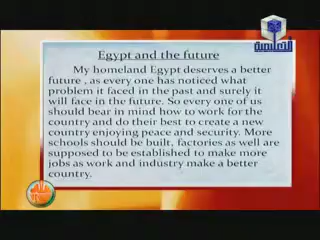 التعليمية
Egypt and the future
My homeland Egypt deserves a better
future , as every one has noticed what
problem it faced in the past and surely it
will face in the future. So every one of us
should bear in mind how to work for the
country and do their best to create a new
country enjoying peace and security. More
schools should be built, factories as well are
supposed to be established to make more
jobs as work and industry make a better
country.